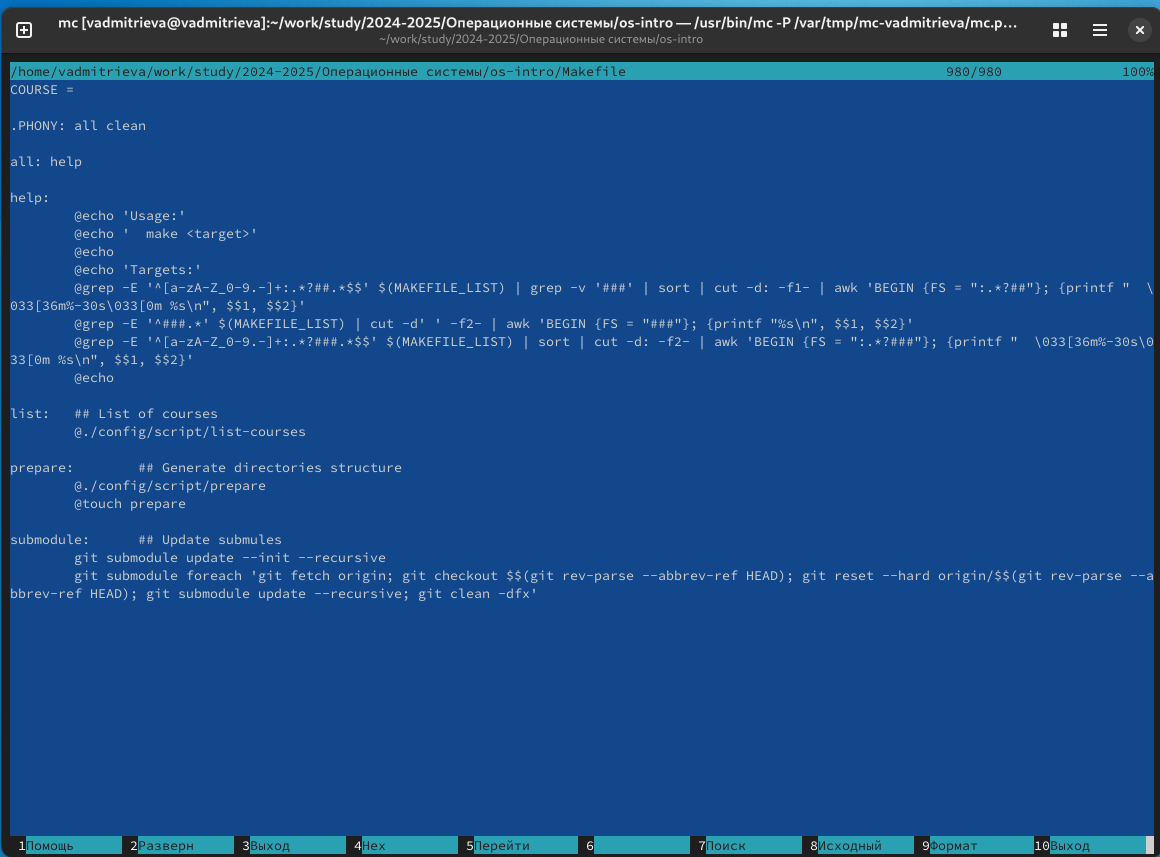 mc [vadmitrieva@vadmitrieva]:~/work/study/2024-2025/Операционные системы/os-intro — /usr/bin/mc -P /var/tmp/mc-vadmitrieva/mc.p…
~/work/study/2024-2025/Операционные системы/os-intro
/home/vadmitrieva/work/study/2024-2025/Операционные системы/os-intro/Makefile 980/980 100%
COURSE =
.PHONY: all clean
all: help
help:
        @echo 'Usage:'
        @echo '  make <target>'
        @echo
        @echo 'Targets:'
        @grep -E '^[a-zA-Z_0-9.-]+:.*?##.*$$' $(MAKEFILE_LIST) | grep -v '###' | sort | cut -d: -f1- | awk 'BEGIN {FS = ":.*?##"}; {printf "  \
033[36m%-30s\033[0m %s\n", $$1, $$2}'
        @grep -E '^###.*' $(MAKEFILE_LIST) | cut -d' ' -f2- | awk 'BEGIN {FS = "###"}; {printf "%s\n", $$1, $$2}'
        @grep -E '^[a-zA-Z_0-9.-]+:.*?###.*$$' $(MAKEFILE_LIST) | sort | cut -d: -f2- | awk 'BEGIN {FS = ":.*?###"}; {printf "  \033[36m%-30s\0
33[0m %s\n", $$1, $$2}'
        @echo
list:   ## List of courses
        @./config/script/list-courses
prepare:        ## Generate directories structure
        @./config/script/prepare
        @touch prepare
submodule:      ## Update submules
        git submodule update --init --recursive
        git submodule foreach 'git fetch origin; git checkout $$(git rev-parse --abbrev-ref HEAD); git reset --hard origin/$$(git rev-parse --a
bbrev-ref HEAD); git submodule update --recursive; git clean -dfx'
1Помощь 2Разверн 3Выход 4Hex 5Перейти 6 7Поиск 8Исходный 9Формат 10Выход